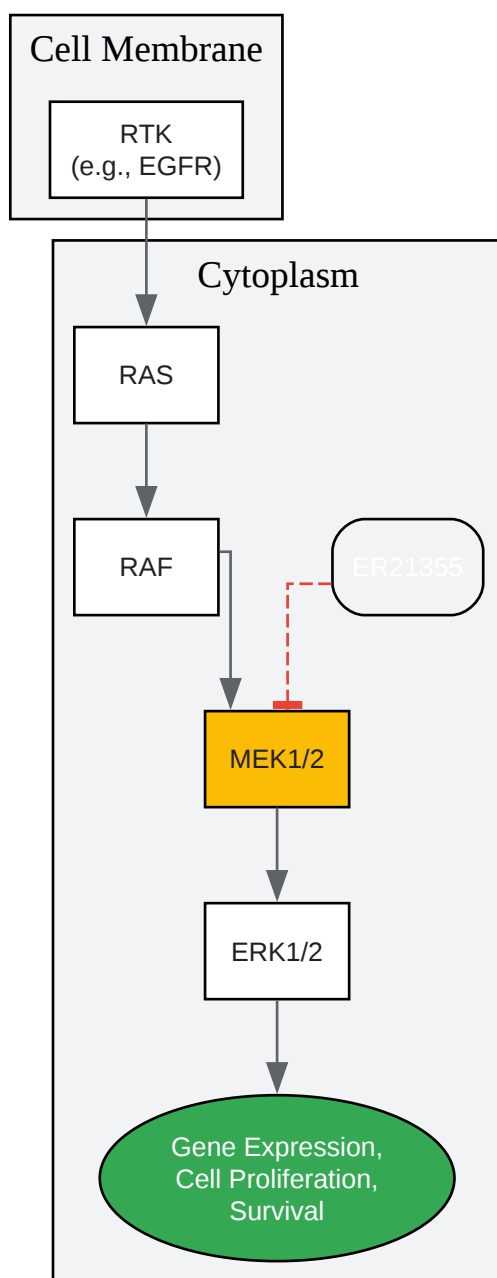 Cell Membrane
RTK
(e.g., EGFR)
Cytoplasm
RAS
RAF
ER21355
MEK1/2
ERK1/2
Gene Expression,
Cell Proliferation,
Survival